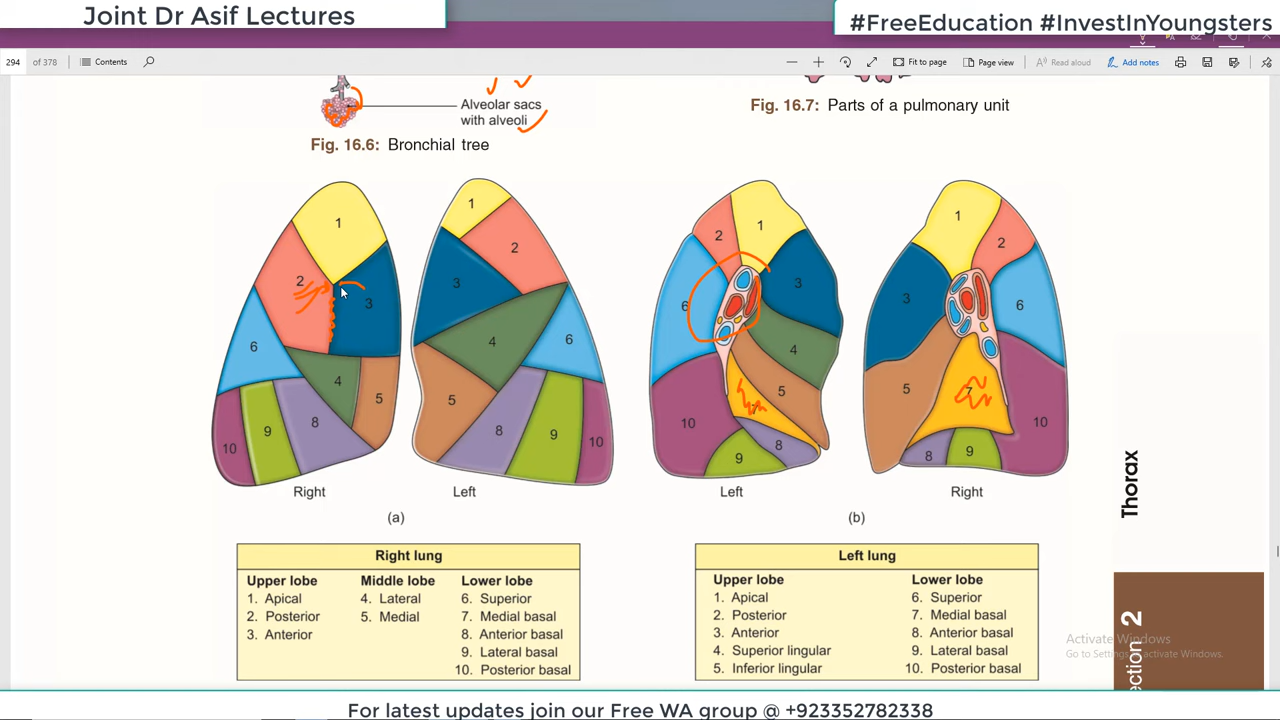 Joint Dr Asif Lectures
#FreeEducation #InvestInYoungsters
294 of 378 Contents Fit to page Page view Read aloud Add notes
Alveolar sacs
with alveoli
Fig. 16.6: Bronchial tree
Fig. 16.7: Parts of a pulmonary unit
1 2 3 6 4 5 10 9 8
1 2 3 4 6 5 8 9 10
2 1 6 3 4 5 10 7 8 9
1 2 3 6 5 7 10 8 9
Right Left
(a)
Left Right
(b)
Right lung
Upper lobe Middle lobe Lower lobe
1. Apical 4. Lateral 6. Superior
2. Posterior 5. Medial 7. Medial basal
3. Anterior 8. Anterior basal
9. Lateral basal
10. Posterior basal
Left lung
Upper lobe Lower lobe
1. Apical 6. Superior
2. Posterior 7. Medial basal
3. Anterior 8. Anterior basal
4. Superior lingular 9. Lateral basal
5. Inferior lingular 10. Posterior basal
Thorax
ection 2
Activate Windows
Go to Settings to activate Windows.
For latest updates join our Free WA group @ +923352782338